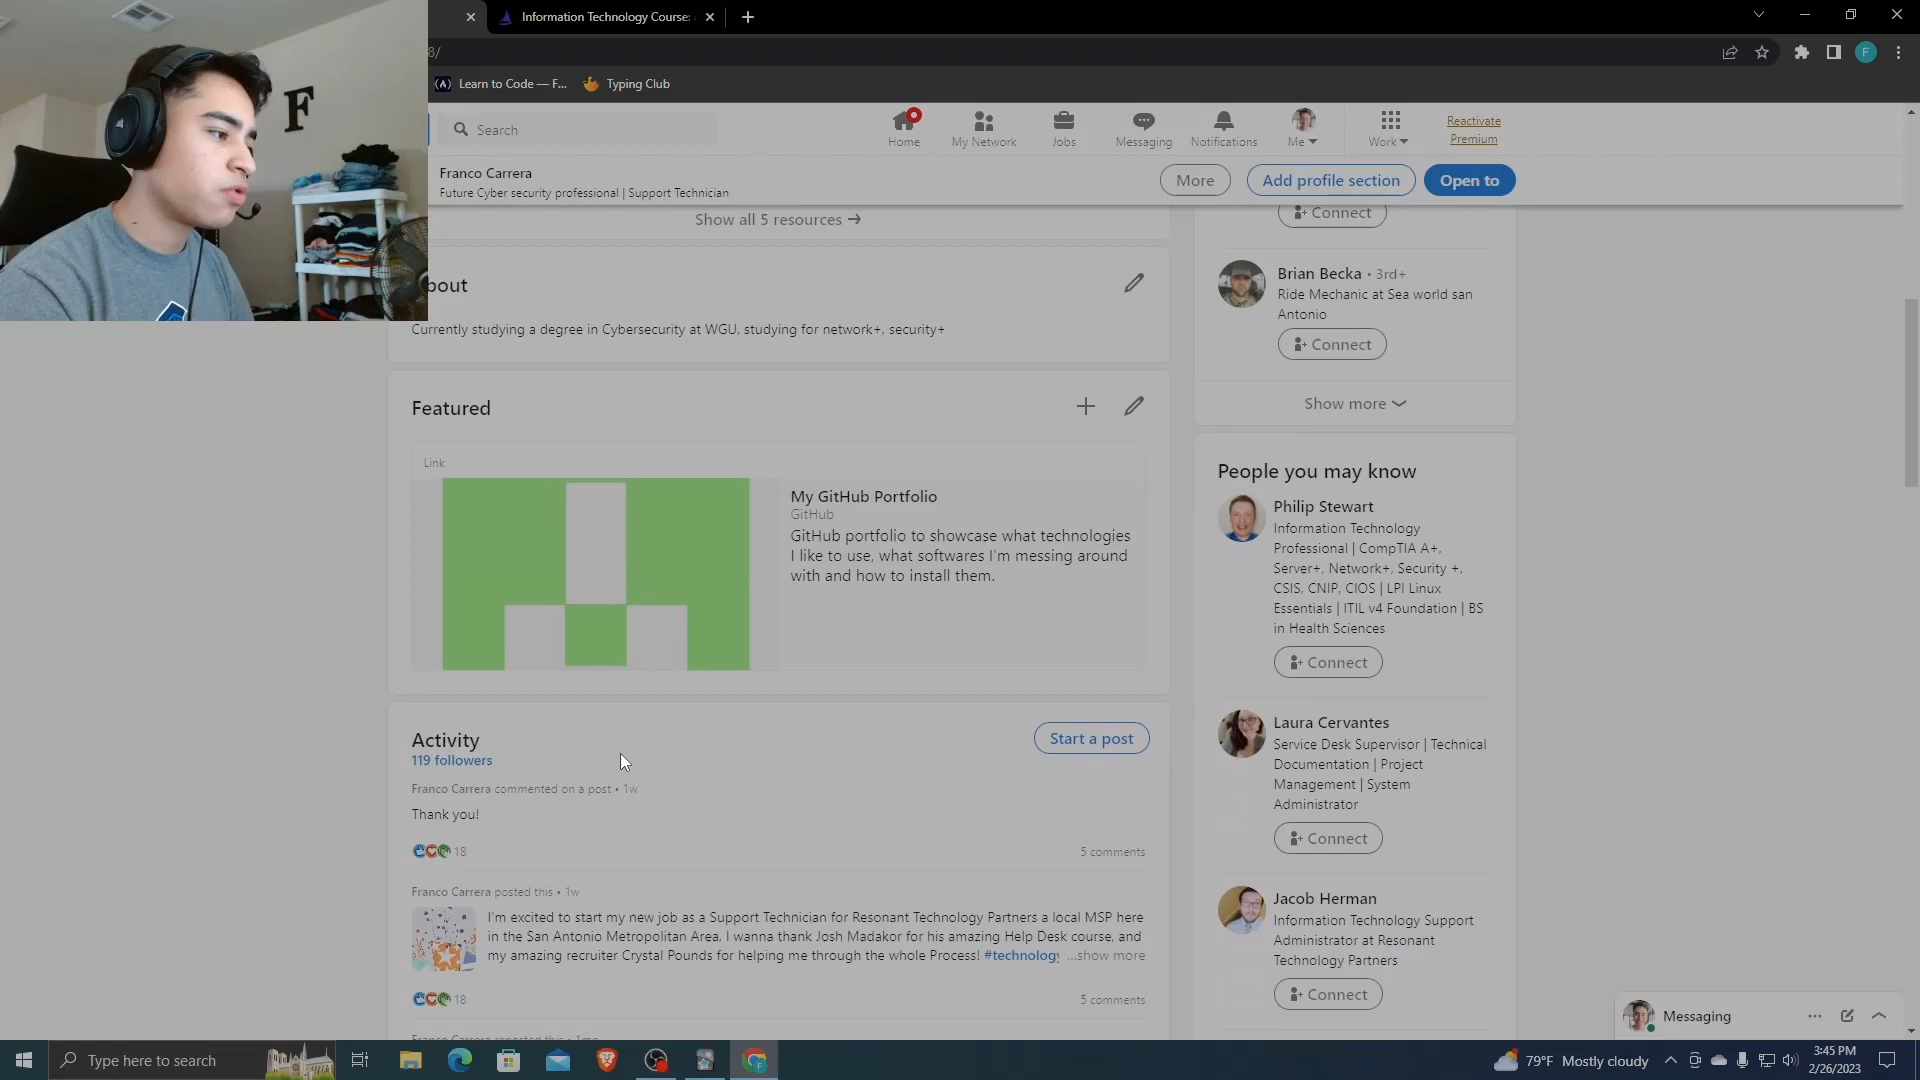 Information Technology Course:
8/
Learn to Code — F...
Typing Club
F
F
Search
Home
My Network
Jobs
Messaging
Notifications
Me
Work
Reactivate
Premium
Franco Carrera
Future Cyber security professional | Support Technician
More
Add profile section
Open to
Show all 5 resources →
bout
Currently studying a degree in Cybersecurity at WGU, studying for network+, security+
Featured
Link
My GitHub Portfolio
GitHub
GitHub portfolio to showcase what technologies
I like to use, what softwares I'm messing around
with and how to install them.
Activity
119 followers
Start a post
Franco Carrera commented on a post • 1w
Thank you!
18
5 comments
Franco Carrera posted this • 1w
I'm excited to start my new job as a Support Technician for Resonant Technology Partners a local MSP here
in the San Antonio Metropolitan Area, I wanna thank Josh Madakor for his amazing Help Desk course, and
my amazing recruiter Crystal Pounds for helping me through the whole Process! #technology ...show more
18
5 comments
Franco Carrera reposted this • 1mo
Connect
Brian Becka • 3rd+
Ride Mechanic at Sea world san
Antonio
Connect
Show more
People you may know
Philip Stewart
Information Technology
Professional | CompTIA A+,
Server+, Network+, Security +,
CSIS, CNIP, CIOS | LPI Linux
Essentials | ITIL v4 Foundation | BS
in Health Sciences
Connect
Laura Cervantes
Service Desk Supervisor | Technical
Documentation | Project
Management | System
Administrator
Connect
Jacob Herman
Information Technology Support
Administrator at Resonant
Technology Partners
Connect
Messaging
Type here to search
79°F Mostly cloudy
3:45 PM
2/26/2023